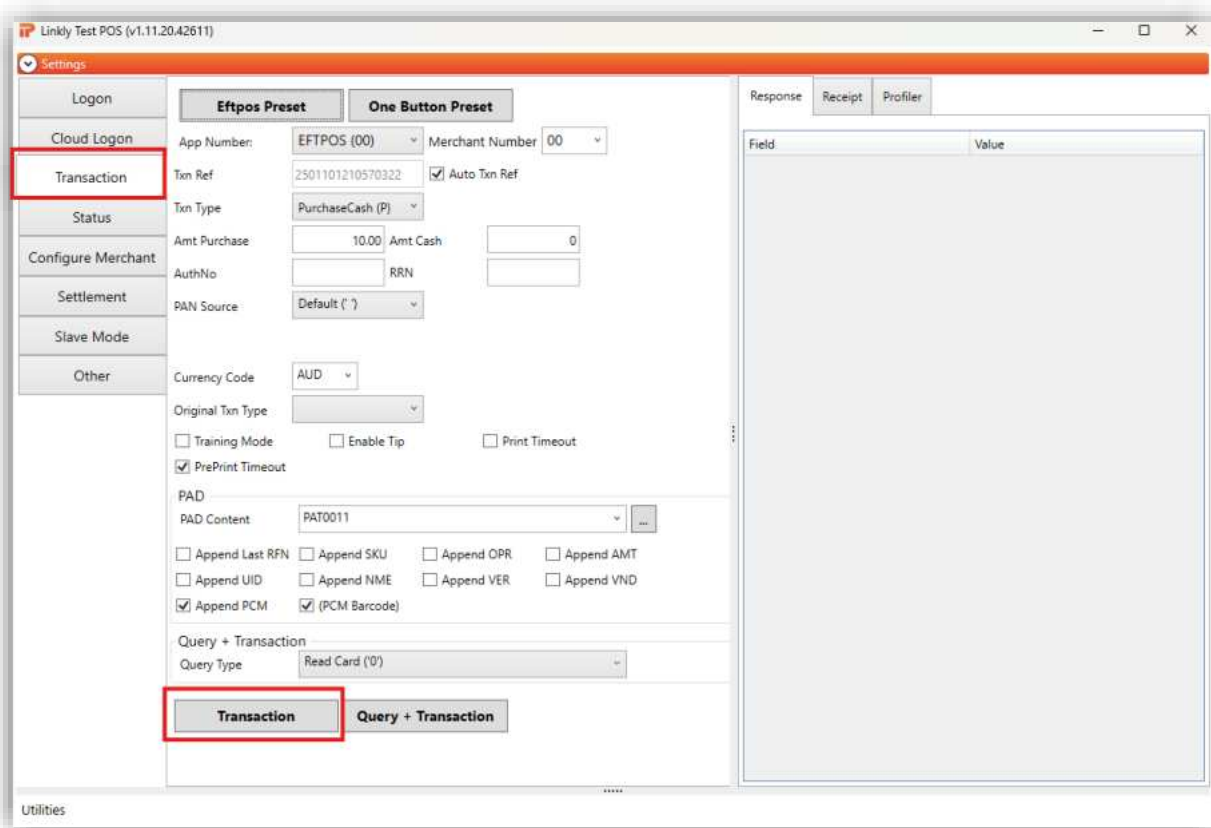 Linkly Test POS (v1.11.20.42611)
Settings
Logon
Cloud Logon
Transaction
Status
Configure Merchant
Settlement
Slave Mode
Other
Eftpos Preset One Button Preset
App Number: EFTPOS (00) Merchant Number 00
Txn Ref 2501101210570322 Auto Txn Ref
Txn Type PurchaseCash (P)
Amt Purchase 10.00 Amt Cash 0
AuthNo RRN
PAN Source Default (' ')
Currency Code AUD
Original Txn Type
Training Mode Enable Tip Print Timeout
PrePrint Timeout
PAD
PAD Content PAT0011 ...
Append Last RFN Append SKU Append OPR Append AMT
Append UID Append NME Append VER Append VND
Append PCM (PCM Barcode)
Query + Transaction
Query Type Read Card ('0')
Transaction Query + Transaction
Response Receipt Profiler
Field Value
Utilities